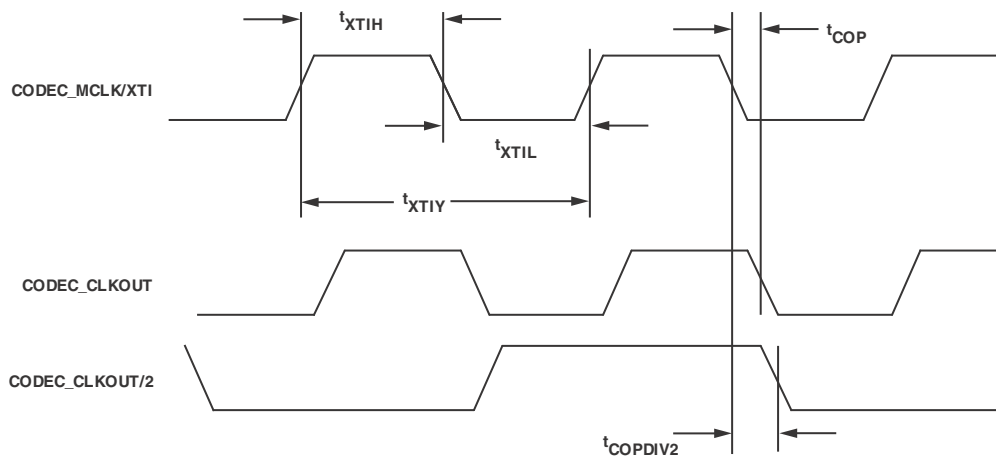 tXTIH
tCOP
CODEC_MCLK/XTI
tXTIL
tXTIY
CODEC_CLKOUT
CODEC_CLKOUT/2
tCOPDIV2